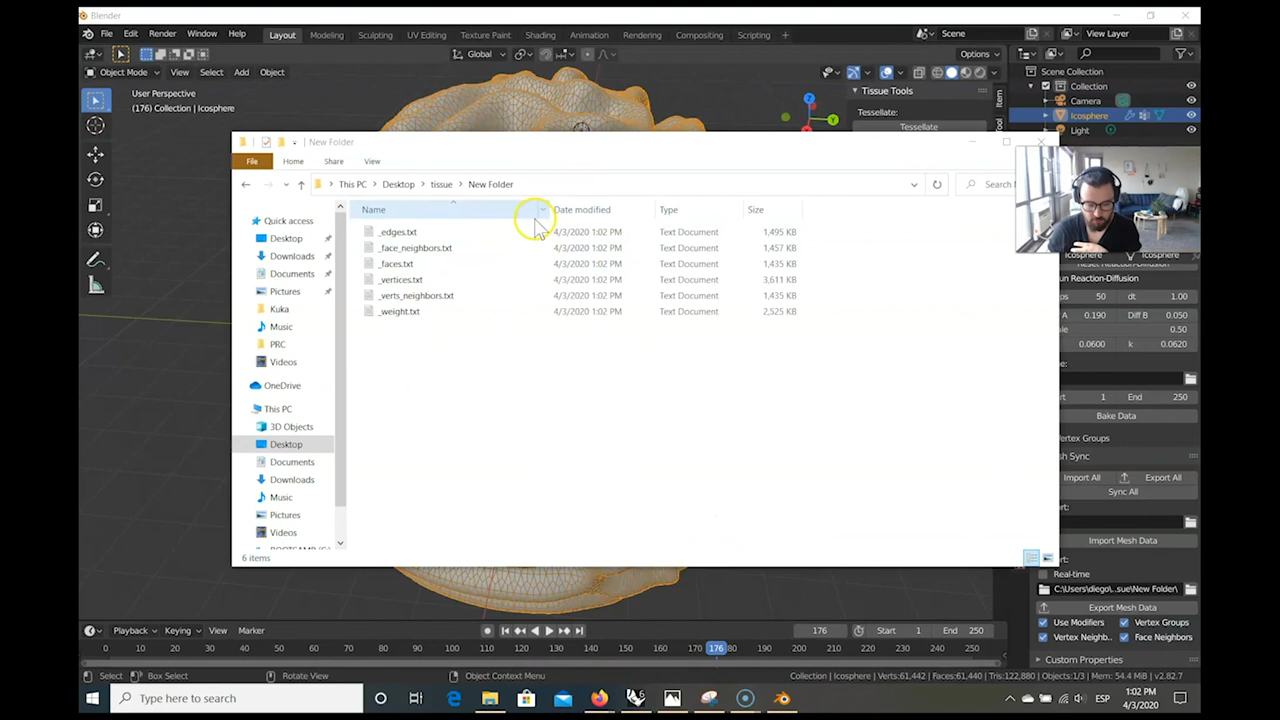 Blender
File Edit Render Window Help Layout Modeling Sculpting UV Editing Texture Paint Shading Animation Rendering Compositing Scripting + Scene View Layer
Global Options
Object Mode View Select Add Object Scene Collection
User Perspective Tissue Tools Collection
(176) Collection | Icosphere Tessellate: Camera
Item
Tool
Icosphere
Tessellate Light
New Folder
File Home Share View
This PC Desktop tissue New Folder Search
Name Date modified Type Size
Quick access
_edges.txt 4/3/2020 1:02 PM Text Document 1,495 KB
Desktop
_face_neighbors.txt 4/3/2020 1:02 PM Text Document 1,457 KB
Downloads
_faces.txt 4/3/2020 1:02 PM Text Document 1,435 KB
Documents
_vertices.txt 4/3/2020 1:02 PM Text Document 3,611 KB
Pictures
_verts_neighbors.txt 4/3/2020 1:02 PM Text Document 1,435 KB
Kuka
_weight.txt 4/3/2020 1:02 PM Text Document 2,525 KB
Music
PRC
Videos
OneDrive
This PC
3D Objects
Desktop
Documents
Downloads
Music
Pictures
Videos
6 items
Icosphere
Reaction-Diffusion
50 dt 1.00
A 0.190 Diff B 0.050
0.50
0.0600 k 0.0620
1 End 250
Bake Data
Vertex Groups
Sync
Import All Export All
Sync All
Import Mesh Data
Real-time
C:\Users\diego\..sue\New Folder\
Export Mesh Data
Use Modifiers Vertex Groups
Vertex Neighb.. Face Neighbors
Custom Properties
Playback Keying View Marker 176 Start 1 End 250
0 10 20 30 40 50 60 70 80 90 100 110 120 130 140 150 160 170 176 180 190 200 210 220 230 240 250
Select Box Select Rotate View Object Context Menu Collection | Icosphere | Verts:61,442 | Faces:61,440 | Tris:122,880 | Objects:1/3 | v2.82.7
Type here to search ESP 1:02 PM
4/3/2020